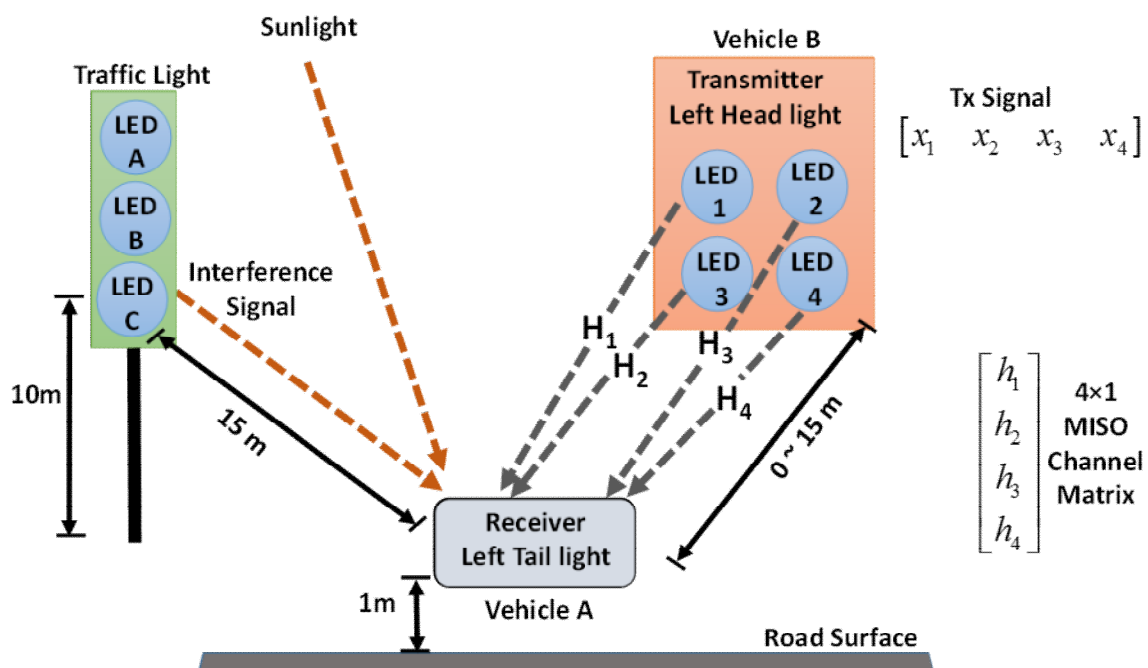 Sunlight
Traffic Light
LED
A
LED
B
LED
C
Interference
Signal
10m
15 m
Vehicle B
Transmitter
Left Head light
LED
1
LED
2
LED
3
LED
4
Tx Signal
[x1 x2 x3 x4]
H1
H2
H3
H4
0 ~ 15 m
h1
h2
h3
h4
4×1
MISO
Channel
Matrix
Receiver
Left Tail light
Vehicle A
1m
Road Surface